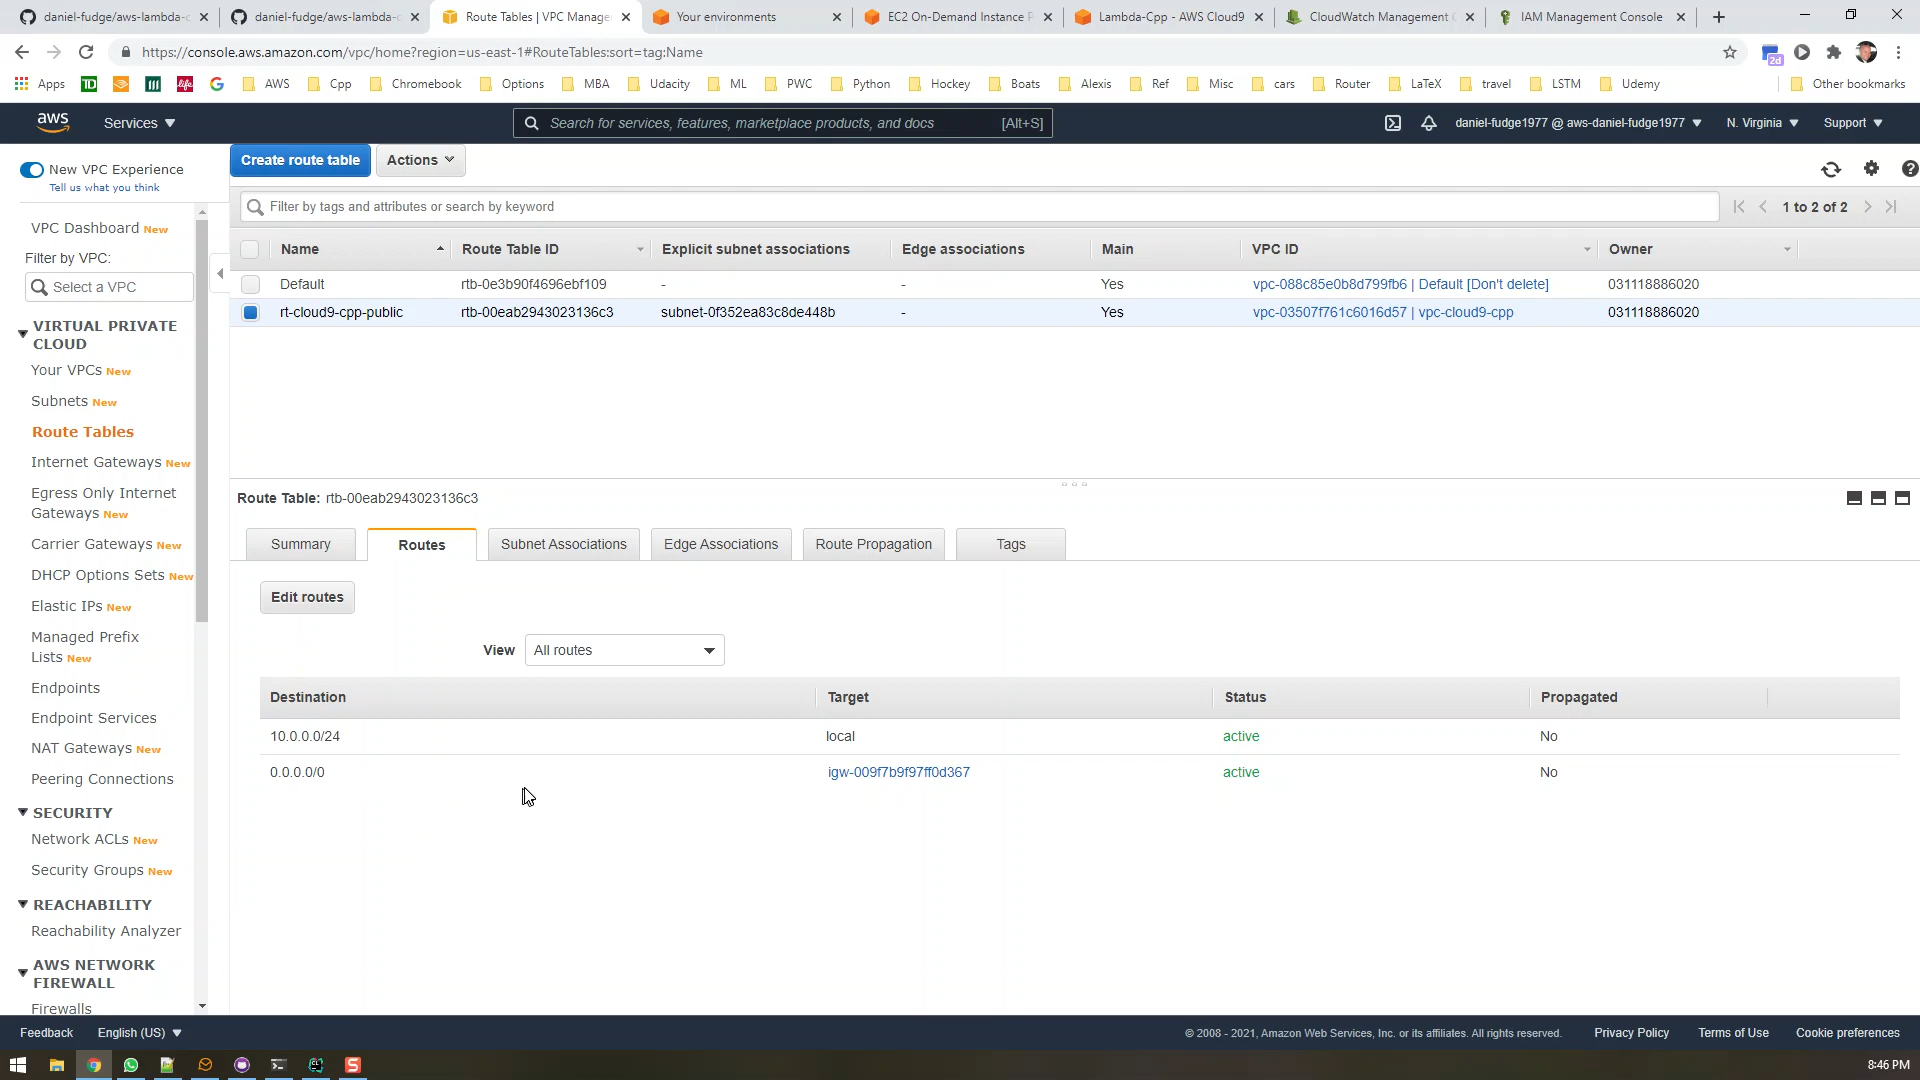 daniel-fudge/aws-lambda-c
daniel-fudge/aws-lambda-c
Route Tables | VPC Manage
Your environments
EC2 On-Demand Instance P
Lambda-Cpp - AWS Cloud9
CloudWatch Management C
IAM Management Console
https://console.aws.amazon.com/vpc/home?region=us-east-1#RouteTables:sort=tag:Name
2d
Apps
TD
life
AWS
Cpp
Chromebook
Options
MBA
Udacity
ML
PWC
Python
Hockey
Boats
Alexis
Ref
Misc
cars
Router
LaTeX
travel
LSTM
Udemy
Other bookmarks
aws
Services
Search for services, features, marketplace products, and docs [Alt+S]
daniel-fudge1977 @ aws-daniel-fudge1977
N. Virginia
Support
New VPC Experience
Tell us what you think
VPC Dashboard New
Filter by VPC:
Select a VPC
VIRTUAL PRIVATE
CLOUD
Your VPCs New
Subnets New
Route Tables
Internet Gateways New
Egress Only Internet
Gateways New
Carrier Gateways New
DHCP Options Sets New
Elastic IPs New
Managed Prefix
Lists New
Endpoints
Endpoint Services
NAT Gateways New
Peering Connections
SECURITY
Network ACLs New
Security Groups New
REACHABILITY
Reachability Analyzer
AWS NETWORK
FIREWALL
Firewalls
Create route table
Actions
Filter by tags and attributes or search by keyword
1 to 2 of 2
Name Route Table ID Explicit subnet associations Edge associations Main VPC ID Owner
Default rtb-0e3b90f4696ebf109 - - Yes vpc-088c85e0b8d799fb6 | Default [Don't delete] 031118886020
rt-cloud9-cpp-public rtb-00eab2943023136c3 subnet-0f352ea83c8de448b - Yes vpc-03507f761c6016d57 | vpc-cloud9-cpp 031118886020
Route Table: rtb-00eab2943023136c3
Summary
Routes
Subnet Associations
Edge Associations
Route Propagation
Tags
Edit routes
View All routes
Destination Target Status Propagated
10.0.0.0/24 local active No
0.0.0.0/0 igw-009f7b9f97ff0d367 active No
Feedback
English (US)
© 2008 - 2021, Amazon Web Services, Inc. or its affiliates. All rights reserved.
Privacy Policy
Terms of Use
Cookie preferences
8:46 PM